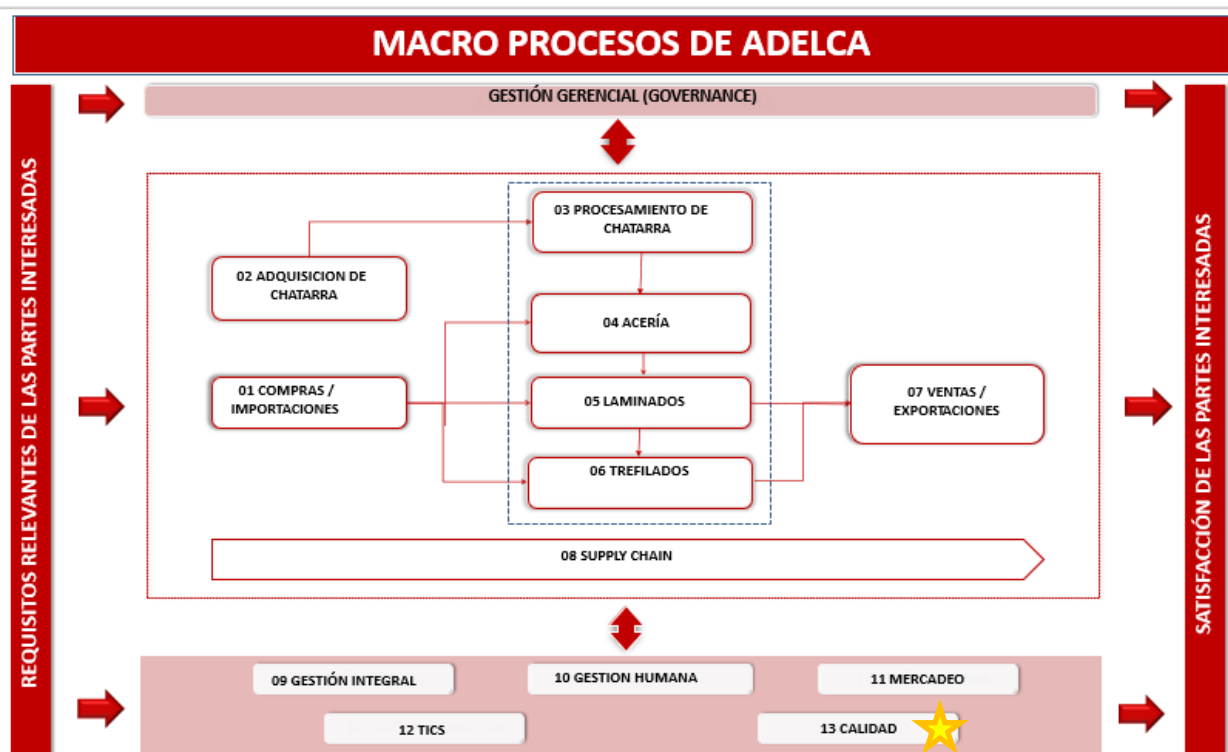 MACRO PROCESOS DE ADELCA
GESTIÓN GERENCIAL (GOVERNANCE)
REQUISITOS RELEVANTES DE LAS PARTES INTERESADAS
03 PROCESAMIENTO DE
CHATARRA
02 ADQUISICION DE
CHATARRA
04 ACERÍA
01 COMPRAS /
IMPORTACIONES
05 LAMINADOS
07 VENTAS /
EXPORTACIONES
06 TREFILADOS
08 SUPPLY CHAIN
SATISFACCIÓN DE LAS PARTES INTERESADAS
09 GESTIÓN INTEGRAL
10 GESTION HUMANA
11 MERCADEO
12 TICS
13 CALIDAD